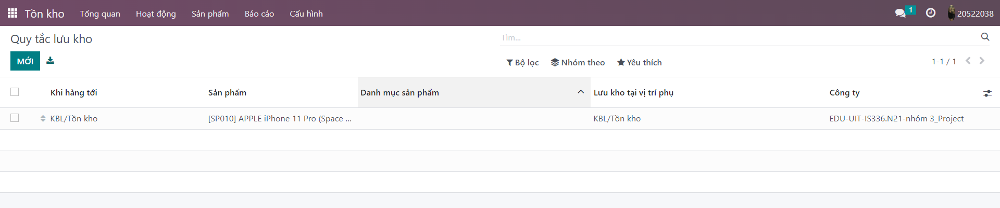 Tồn kho Tổng quan Hoạt động Sản phẩm Báo cáo Cấu hình 1 20522038
Quy tắc lưu kho Tìm...
MỚI Bộ lọc Nhóm theo Yêu thích 1-1 / 1
Khi hàng tới Sản phẩm Danh mục sản phẩm Lưu kho tại vị trí phụ Công ty
KBL/Tồn kho [SP010] APPLE iPhone 11 Pro (Space ... KBL/Tồn kho EDU-UIT-IS336.N21-nhóm 3_Project